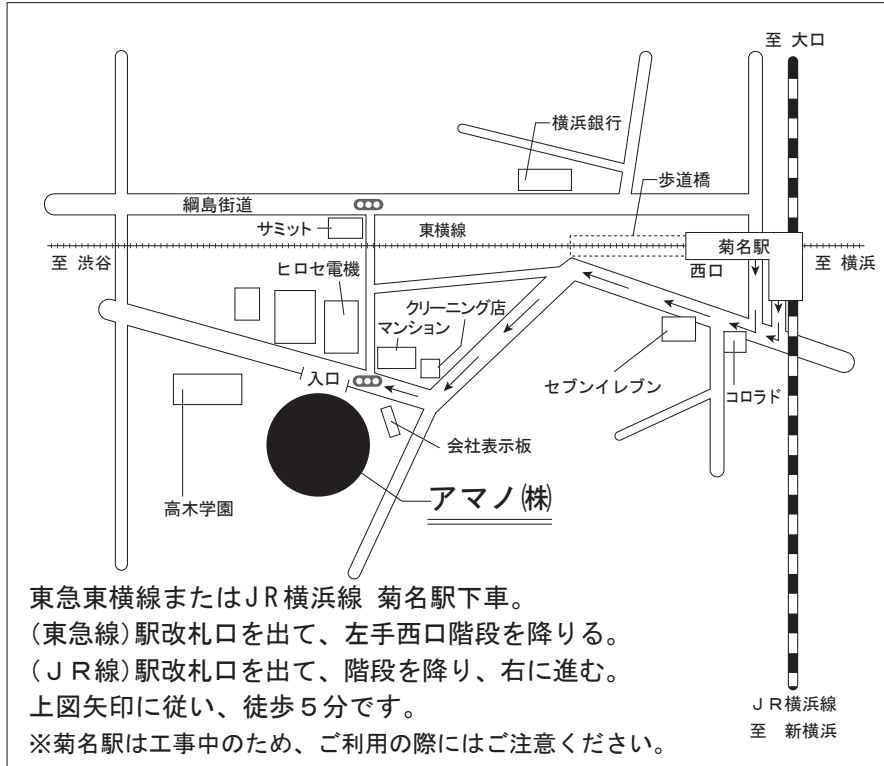 至 大口
横浜銀行
歩道橋
綱島街道
サミット
東横線
菊名駅
至 渋谷
西口
至 横浜
ヒロセ電機
クリーニング店
マンション
入口
セブンイレブン
コロラド
会社表示板
高木学園
アマノ㈱
東急東横線またはJR横浜線 菊名駅下車。
(東急線)駅改札口を出て、左手西口階段を降りる。
(JR線)駅改札口を出て、階段を降り、右に進む。
上図矢印に従い、徒歩5分です。
※菊名駅は工事中のため、ご利用の際にはご注意ください。
JR横浜線
至 新横浜